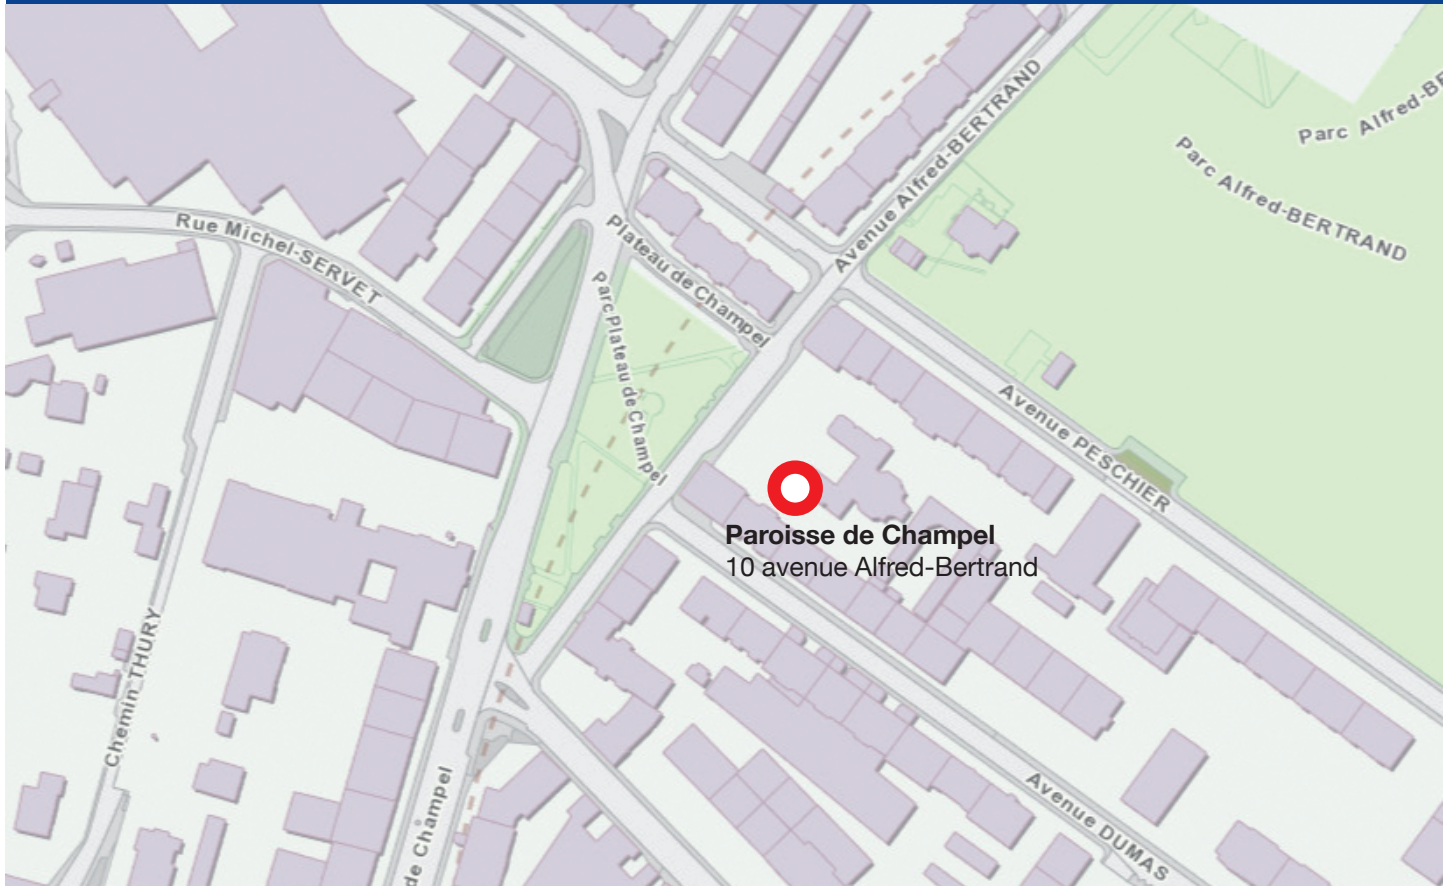 Avenue Alfred-BERTRAND
Parc Alfred-BE
Parc Alfred-BERTRAND
Rue Michel-SERVET
Plateau de Champel
Parc Plateau de Champel
Avenue PESCHIER
Paroisse de Champel
10 avenue Alfred-Bertrand
Chemin THURY
de Champel
Avenue DUMAS